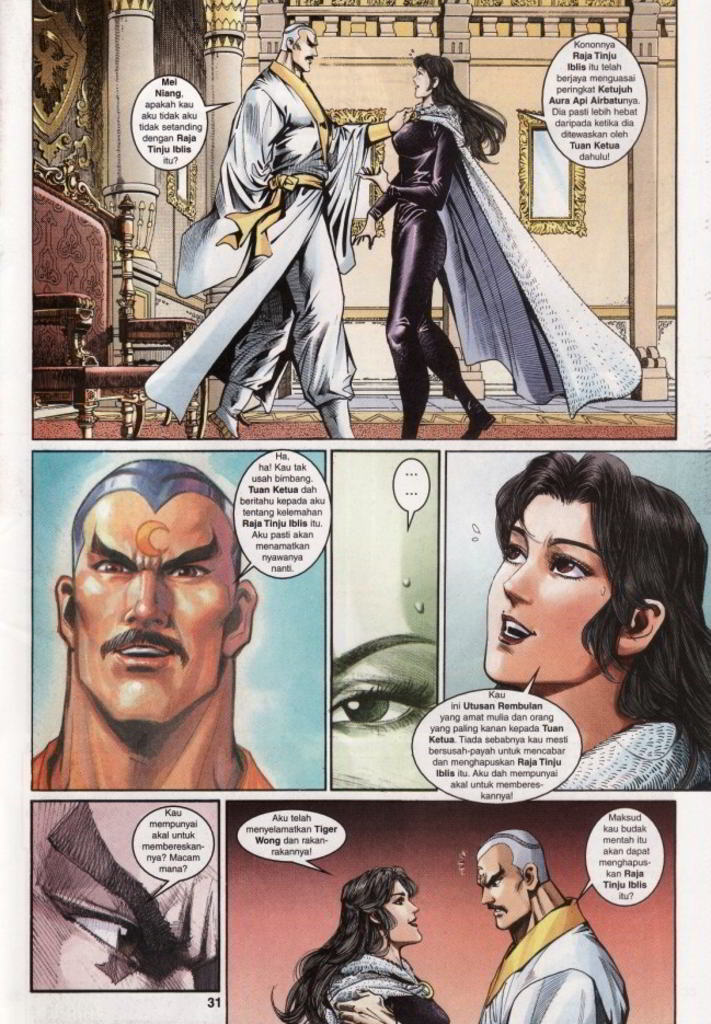 Mei
Niang,
apakah kau
aku tidak aku
tidak setanding
dengan Raja
Tinju Iblis
itu?
Kononnya
Raja Tinju
Iblis itu telah
berjaya menguasai
peringkat Ketujuh
Aura Api Airbatunya.
Dia pasti lebih hebat
daripada ketika dia
ditewaskan oleh
Tuan Ketua
dahulu!
Ha,
ha! Kau tak
usah bimbang.
Tuan Ketua dah
beritahu kepada aku
tentang kelemahan
Raja Tinju Iblis itu.
Aku pasti akan
menamatkan
nyawanya
nanti.
...
...
Kau
ini Utusan Rembulan
yang amat mulia dan orang
yang paling kanan kepada Tuan
Ketua. Tiada sebabnya kau mesti
bersusah-payah untuk mencabar
dan menghapuskan Raja Tinju
Iblis itu. Aku dah mempunyai
akal untuk membereskannya!
Kau
mempunyai
akal untuk
membereskan-
nya? Macam
mana?
Aku telah
menyelamatkan Tiger
Wong dan rakan-
rakannya!
Maksud
kau budak
mentah itu
akan dapat
menghapus-
kan Raja
Tinju Iblis
itu?
31